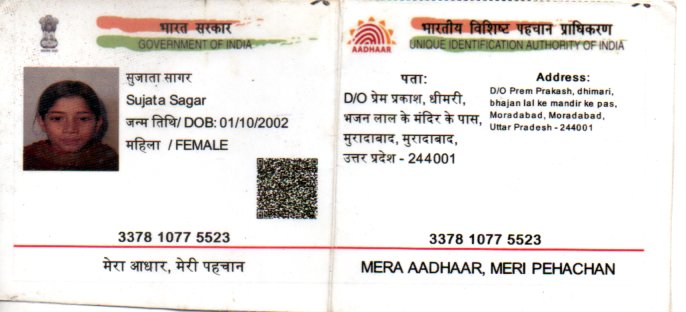 भारत सरकार
GOVERNMENT OF INDIA
सुजाता सागर
Sujata Sagar
जन्म तिथि/ DOB: 01/10/2002
महिला / FEMALE
3378 1077 5523
मेरा आधार, मेरी पहचान
भारतीय विशिष्ट पहचान प्राधिकरण
UNIQUE IDENTIFICATION AUTHORITY OF INDIA
AADHAAR
पता:
D/O प्रेम प्रकाश, धीमरी,
भजन लाल के मंदिर के पास,
मुरादाबाद, मुरादाबाद,
उत्तर प्रदेश - 244001
Address:
D/O Prem Prakash, dhimari,
bhajan lal ke mandir ke pas,
Moradabad, Moradabad,
Uttar Pradesh - 244001
3378 1077 5523
MERA AADHAAR, MERI PEHACHAN